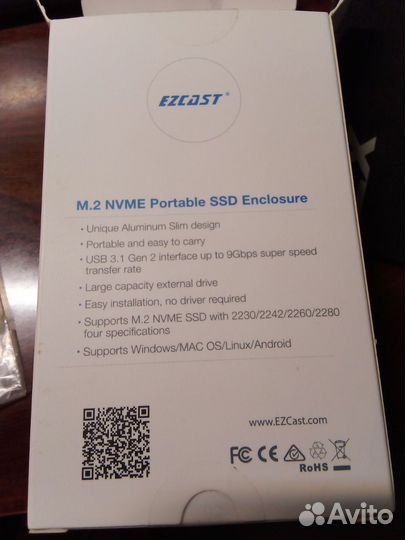 EZCAST®
M.2 NVME Portable SSD Enclosure
• Unique Aluminum Slim design
• Portable and easy to carry
• USB 3.1 Gen 2 interface up to 9Gbps super speed
transfer rate
• Large capacity external drive
• Easy installation, no driver required
• Supports M.2 NVME SSD with 2230/2242/2260/2280
four specifications
• Supports Windows/MAC OS/Linux/Android
www.EZCast.com
FC CE
RoHS
Avito